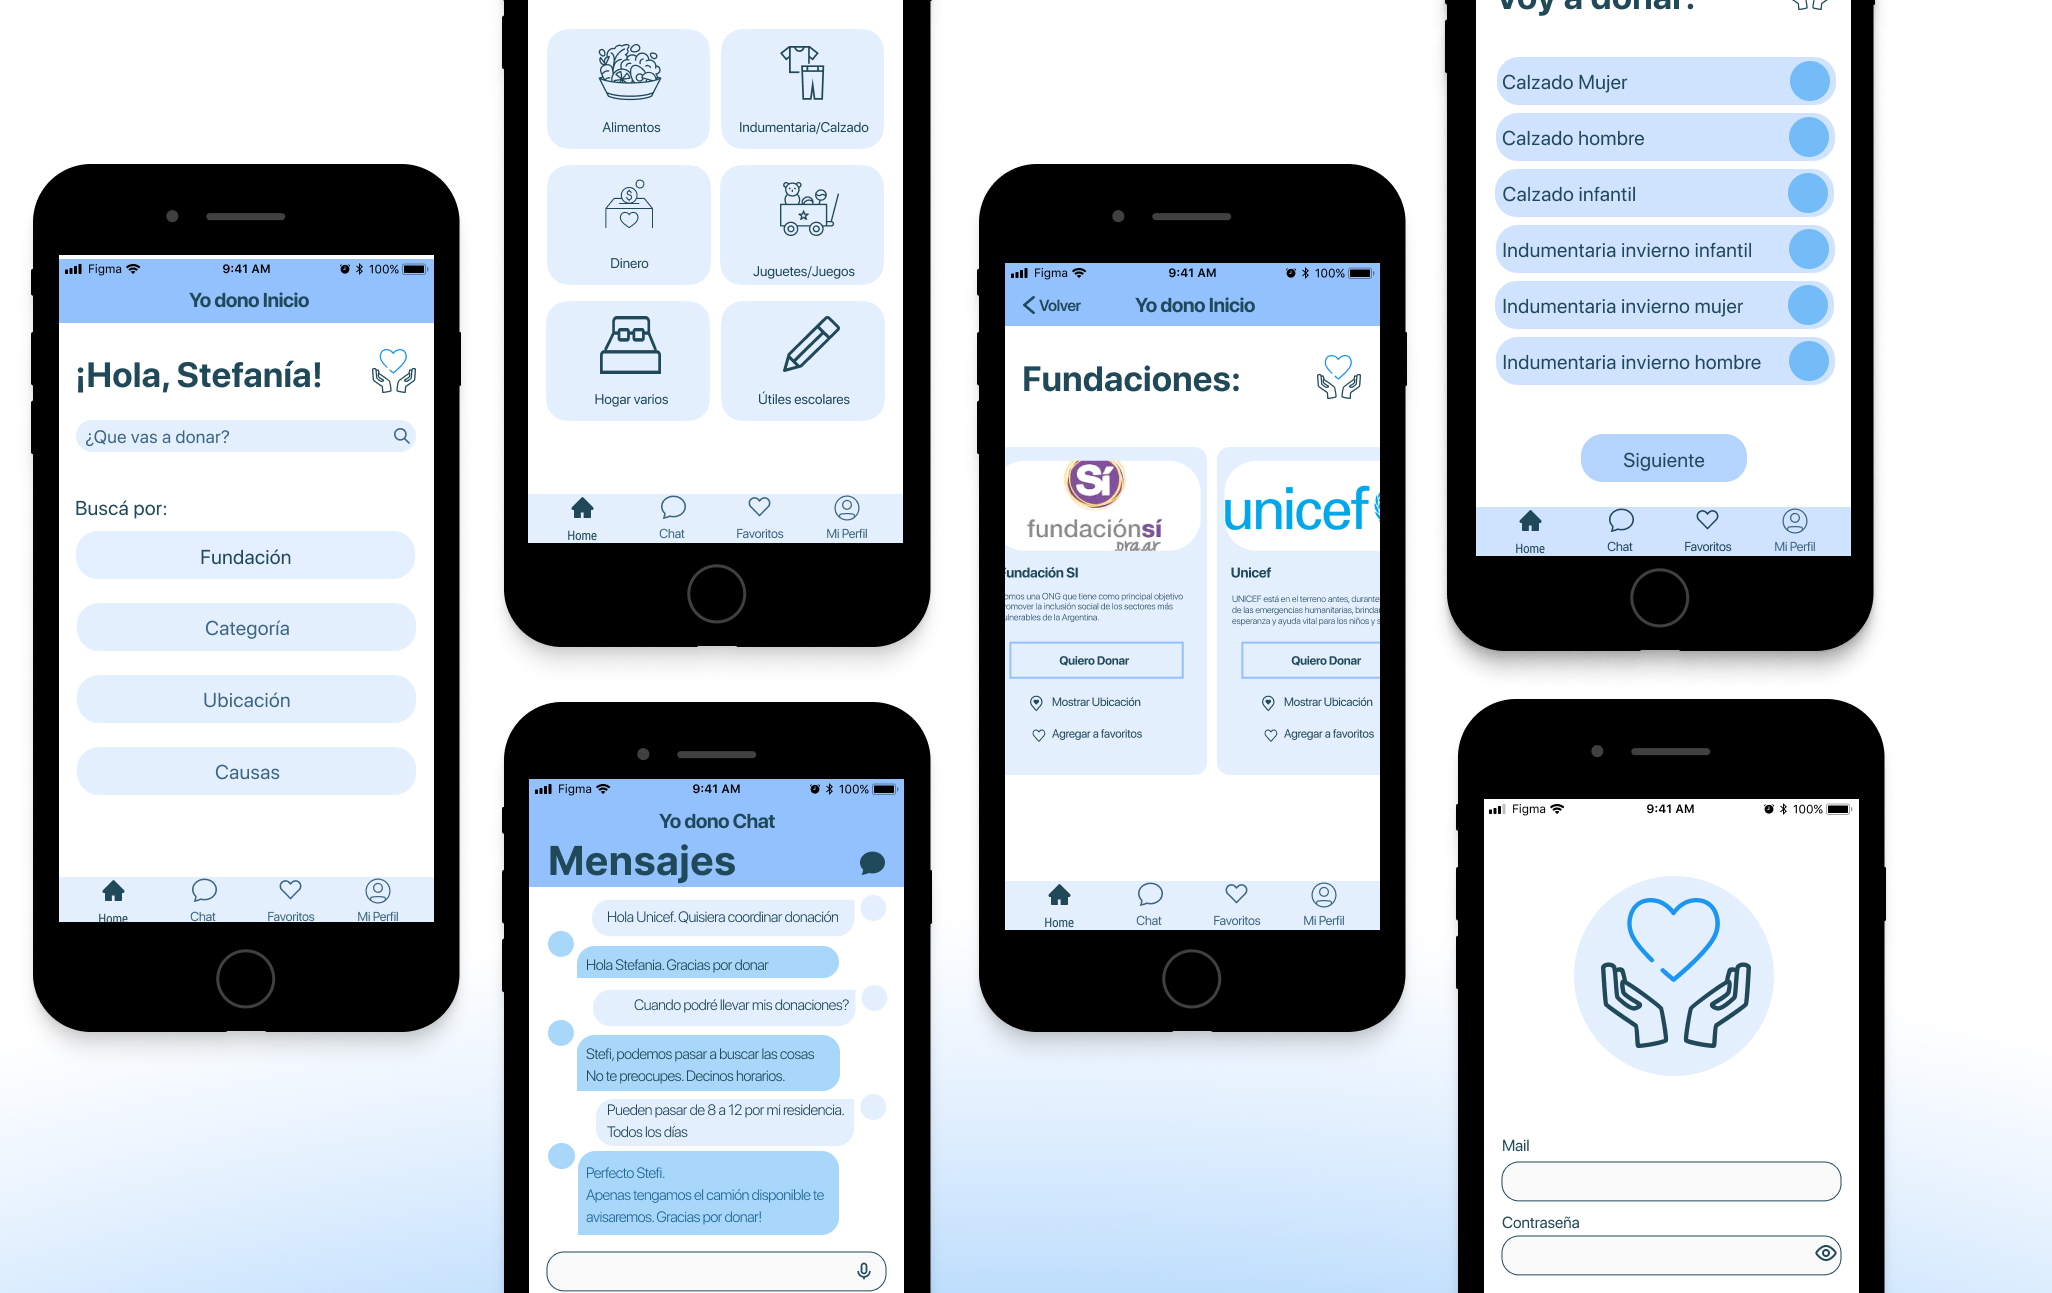 Figma
9:41 AM
100%
Yo dono Inicio
¡Hola, Stefanía!
¿Que vas a donar?
Buscá por:
Fundación
Categoría
Ubicación
Causas
Home
Chat
Favoritos
Mi Perfil
Alimentos
Indumentaria/Calzado
Dinero
Juguetes/Juegos
Hogar varios
Útiles escolares
Home
Chat
Favoritos
Mi Perfil
Figma
9:41 AM
100%
Yo dono Chat
Mensajes
Hola Unicef. Quisiera coordinar donación
Hola Stefania. Gracias por donar
Cuando podré llevar mis donaciones?
Stefi, podemos pasar a buscar las cosas
No te preocupes. Decinos horarios.
Pueden pasar de 8 a 12 por mi residencia.
Todos los días
Perfecto Stefi.
Apenas tengamos el camión disponible te
avisaremos. Gracias por donar!
Figma
9:41 AM
100%
Volver
Yo dono Inicio
Fundaciones:
Sí
fundaciónsí
.org.ar
undación SI
omos una ONG que tiene como principal objetivo
romover la inclusión social de los sectores más
ulnerables de la Argentina.
Quiero Donar
Mostrar Ubicación
Agregar a favoritos
unicef
Unicef
UNICEF está en el terreno antes, durante
de las emergencias humanitarias, brinda
esperanza y ayuda vital para los niños y s
Quiero Donar
Mostrar Ubicación
Agregar a favoritos
Home
Chat
Favoritos
Mi Perfil
Voy a donar:
Calzado Mujer
Calzado hombre
Calzado infantil
Indumentaria invierno infantil
Indumentaria invierno mujer
Indumentaria invierno hombre
Siguiente
Home
Chat
Favoritos
Mi Perfil
Figma
9:41 AM
100%
Mail
Contraseña